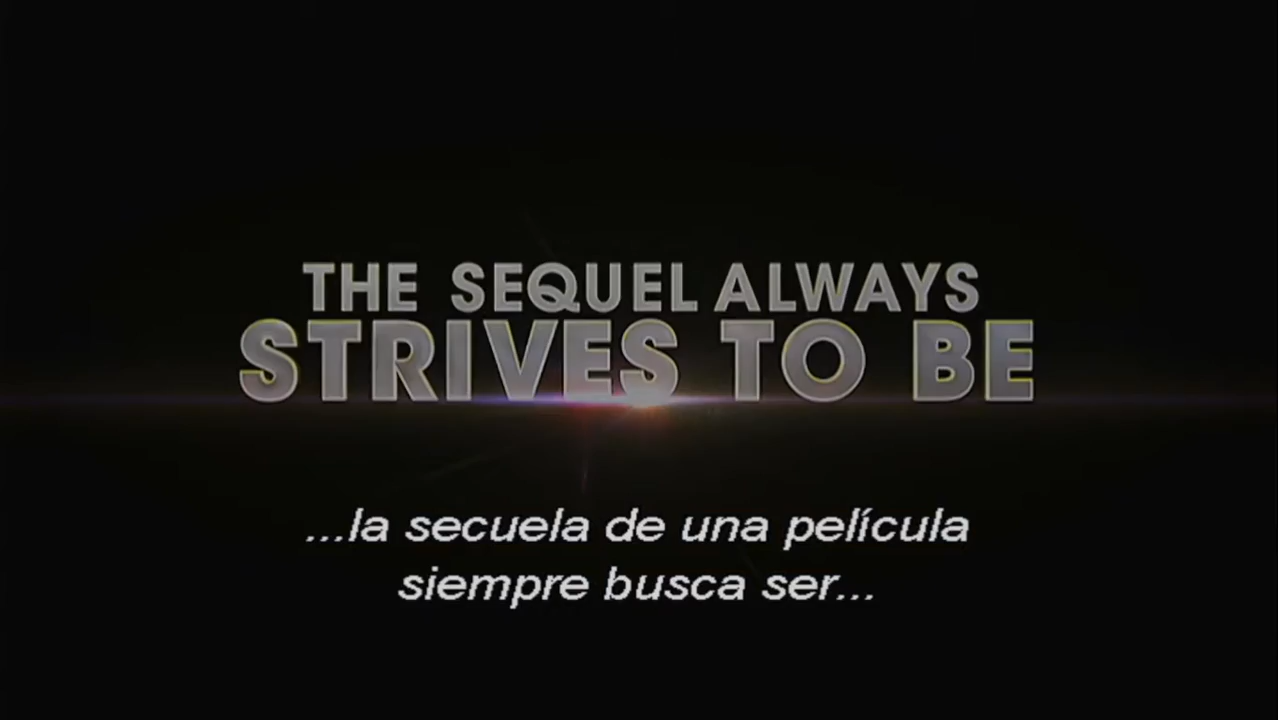 THE SEQUEL ALWAYS
STRIVES TO BE
...la secuela de una película
siempre busca ser...